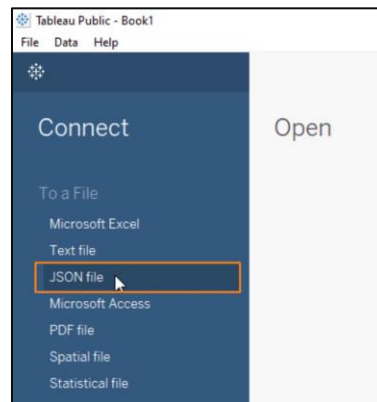 Tableau Public - Book1
File Data Help
Connect
Open
To a File
Microsoft Excel
Text file
JSON file
Microsoft Access
PDF file
Spatial file
Statistical file